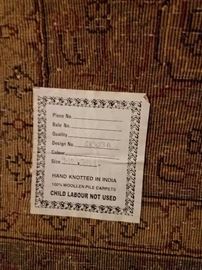 Piece No.
Bale No.
Quality
Design No.
Colour
Size
HAND KNOTTED IN INDIA
100% WOOLLEN PILE CARPETS
CHILD LABOUR NOT USED